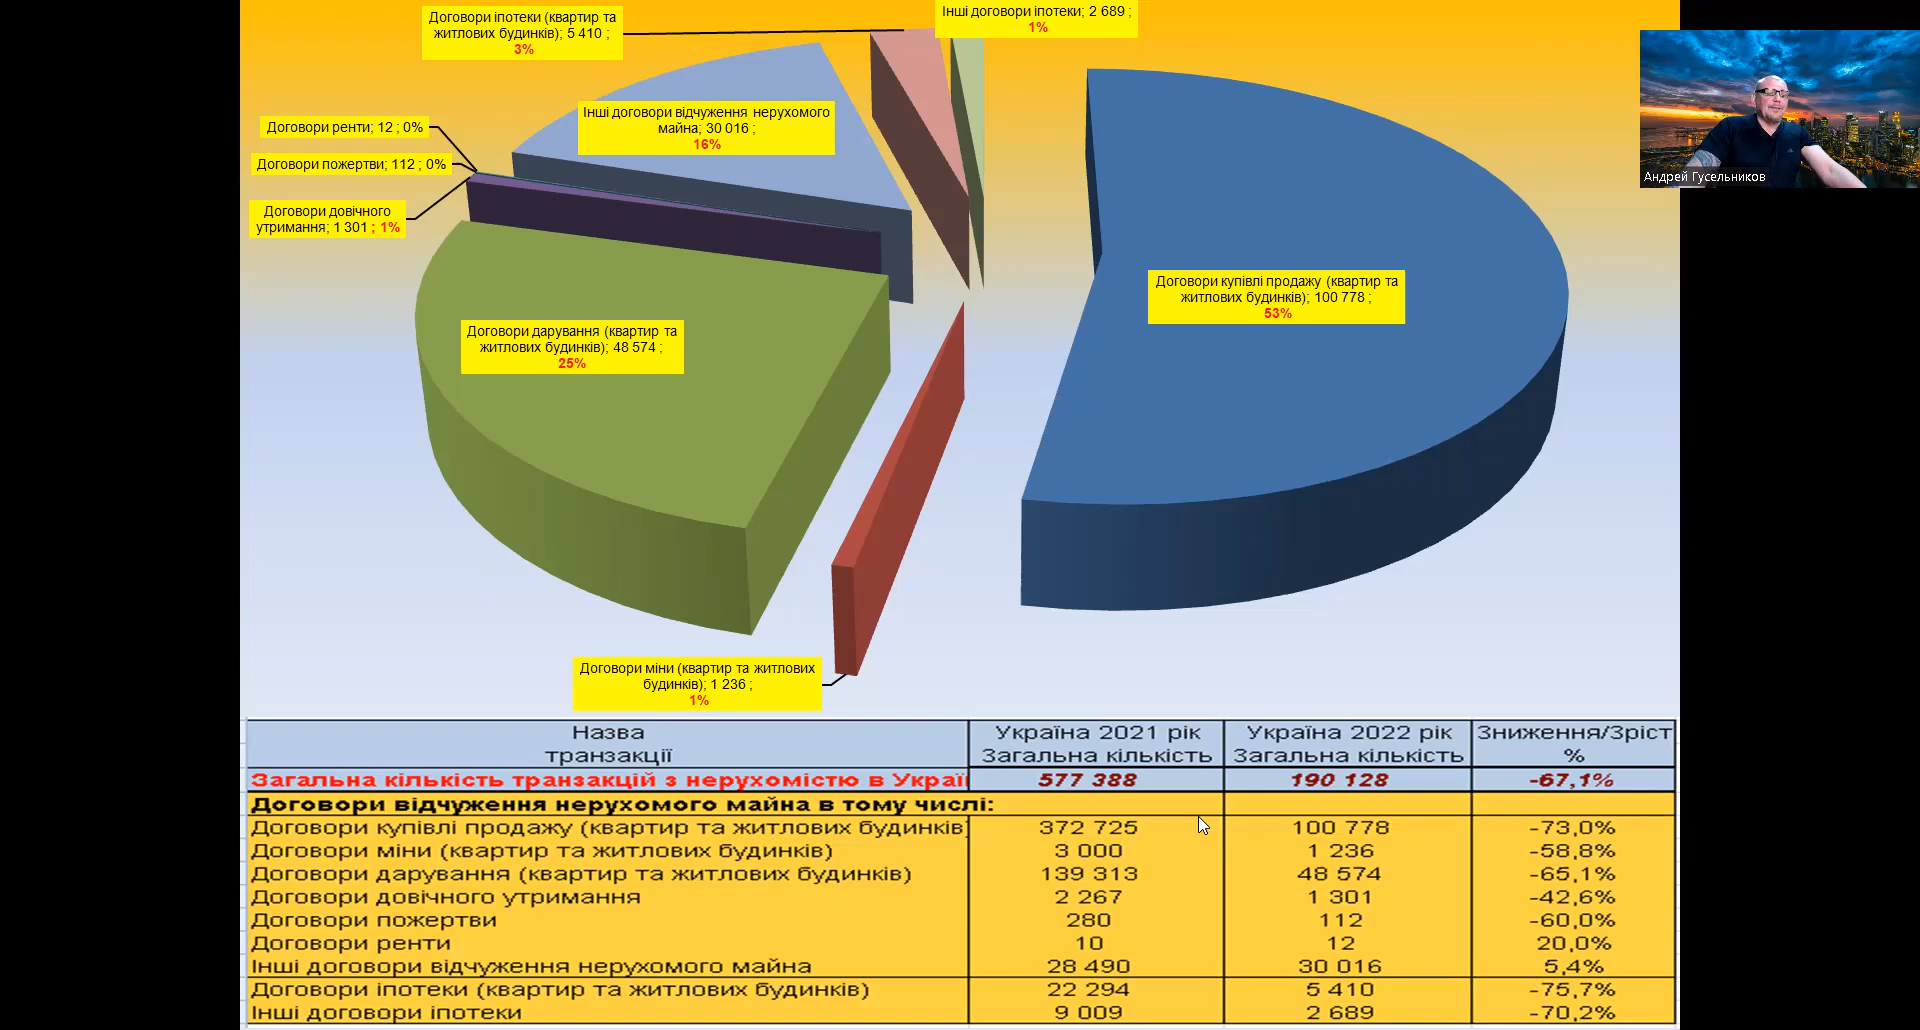 Договори іпотеки (квартир та
житлових будинків); 5 410 ;
3%
Інші договори іпотеки; 2 689 ;
1%
Інші договори відчуження нерухомого
майна; 30 016 ;
16%
Договори ренти; 12 ; 0%
Договори пожертви; 112 ; 0%
Договори довічного
утримання; 1 301 ; 1%
Андрей Гусельников
Договори купівлі продажу (квартир та
житлових будинків); 100 778 ;
53%
Договори дарування (квартир та
житлових будинків); 48 574 ;
25%
Договори міни (квартир та житлових
будинків); 1 236 ;
1%
Назва транзакції Україна 2021 рік Загальна кількість Україна 2022 рік Загальна кількість Зниження/Зріст %
Загальна кількість транзакцій з нерухомістю в Украї 577 388 190 128 -67,1%
Договори відчуження нерухомого майна в тому числі:
Договори купівлі продажу (квартир та житлових будинків) 372 725 100 778 -73,0%
Договори міни (квартир та житлових будинків) 3 000 1 236 -58,8%
Договори дарування (квартир та житлових будинків) 139 313 48 574 -65,1%
Договори довічного утримання 2 267 1 301 -42,6%
Договори пожертви 280 112 -60,0%
Договори ренти 10 12 20,0%
Інші договори відчуження нерухомого майна 28 490 30 016 5,4%
Договори іпотеки (квартир та житлових будинків) 22 294 5 410 -75,7%
Інші договори іпотеки 9 009 2 689 -70,2%